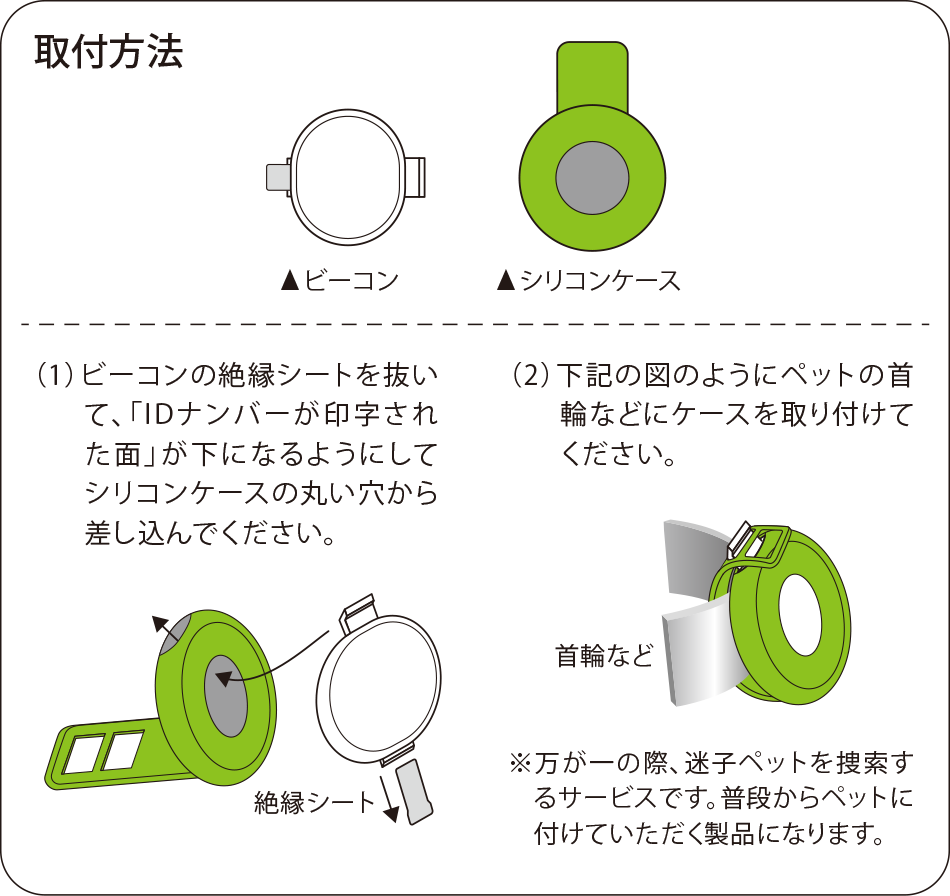 取付方法
▲ビーコン
▲シリコンケース
（1）ビーコンの絶縁シートを抜い
て、「IDナンバーが印字され
た面」が下になるようにして
シリコンケースの丸い穴から
差し込んでください。
絶縁シート
（2）下記の図のようにペットの首
輪などにケースを取り付けて
ください。
首輪など
※万が一の際、迷子ペットを捜索す
るサービスです。普段からペットに
付けていただく製品になります。